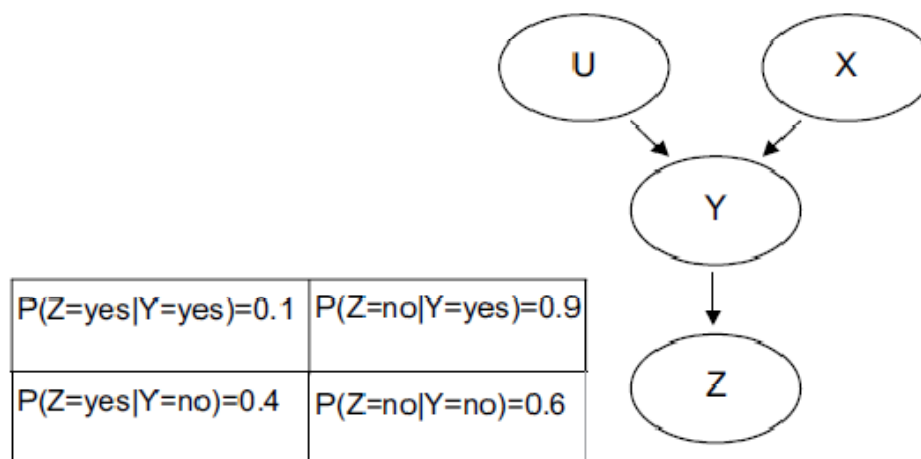 U
X
Y
P(Z=yes|Y=yes)=0.1
P(Z=no|Y=yes)=0.9
P(Z=yes|Y=no)=0.4
P(Z=no|Y=no)=0.6
Z